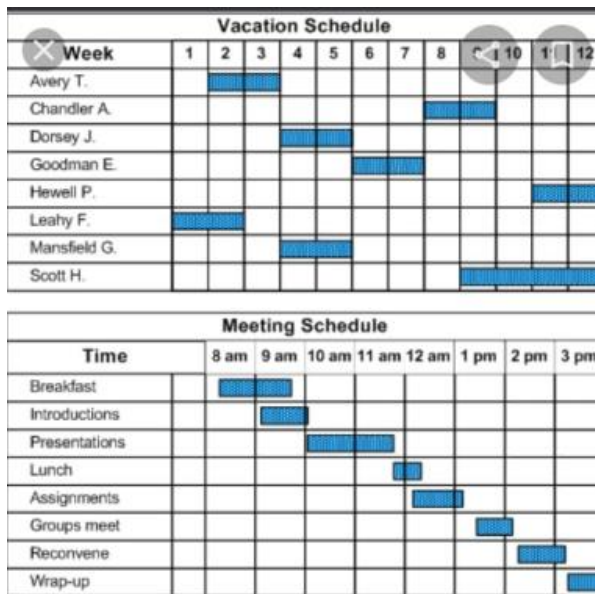 Vacation Schedule
Week 1 2 3 4 5 6 7 8 9 10 11 12
Avery T.
Chandler A.
Dorsey J.
Goodman E.
Hewell P.
Leahy F.
Mansfield G.
Scott H.
Meeting Schedule
Time 8 am 9 am 10 am 11 am 12 am 1 pm 2 pm 3 pm
Breakfast
Introductions
Presentations
Lunch
Assignments
Groups meet
Reconvene
Wrap-up